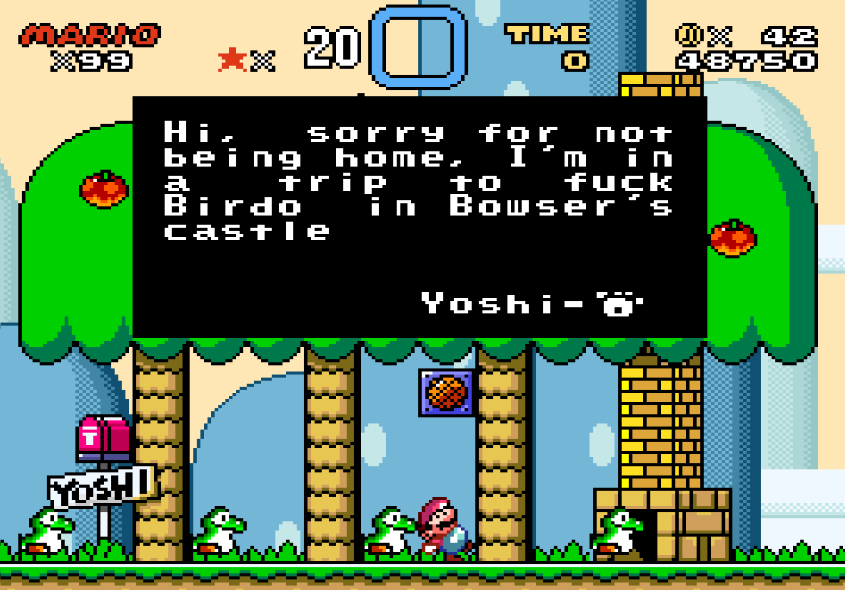 MARIO TIME
×99 ★× 20 0 × 42
48750
Hi, sorry for not
being home, I'm in
a trip to fuck
Birdo in Bowser's
castle
Yoshi-
YOSHI